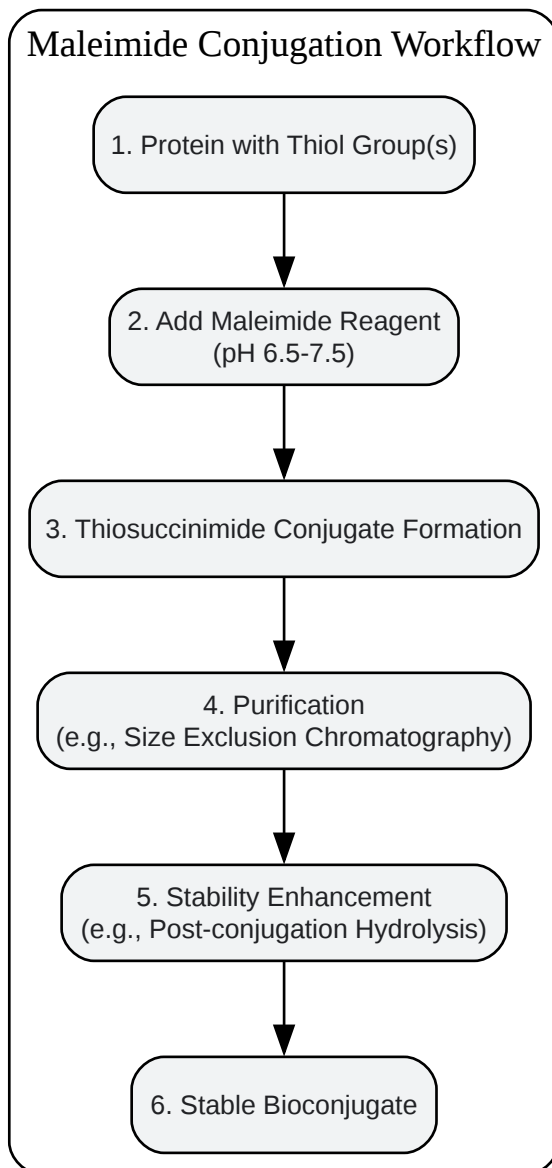 Maleimide Conjugation Workflow
1. Protein with Thiol Group(s)
2. Add Maleimide Reagent
(pH 6.5-7.5)
3. Thiosuccinimide Conjugate Formation
4. Purification
(e.g., Size Exclusion Chromatography)
5. Stability Enhancement
(e.g., Post-conjugation Hydrolysis)
6. Stable Bioconjugate